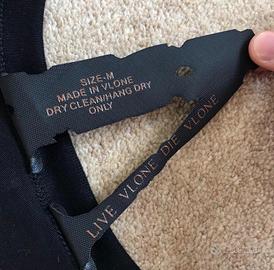 SIZE-M
MADE IN VLONE
DRY CLEAN/HANG DRY
ONLY
LIVE VLONE DIE VLONE